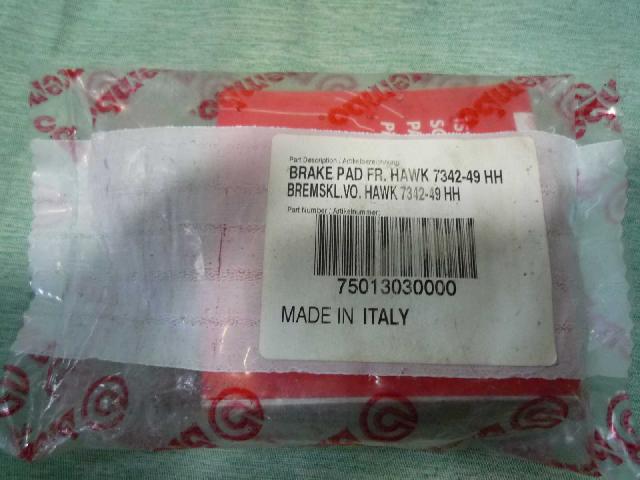 brembo
Part Description / Artikelbezeichnung:
BRAKE PAD FR. HAWK 7342-49 HH
BREMSKL.VO. HAWK 7342-49 HH
Part Number / Artikelnummer:
75013030000
MADE IN ITALY